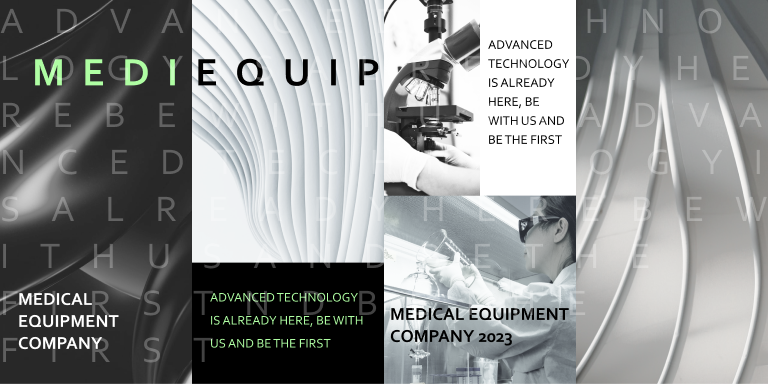 MEDIEQUIP
ADVANCED
TECHNOLOGY
IS ALREADY
HERE, BE
WITH US AND
BE THE FIRST
MEDICAL
EQUIPMENT
COMPANY
ADVANCED TECHNOLOGY
IS ALREADY HERE, BE WITH
US AND BE THE FIRST
MEDICAL EQUIPMENT
COMPANY 2023
S A L R E A D Y H E R E B E W
F I R S T